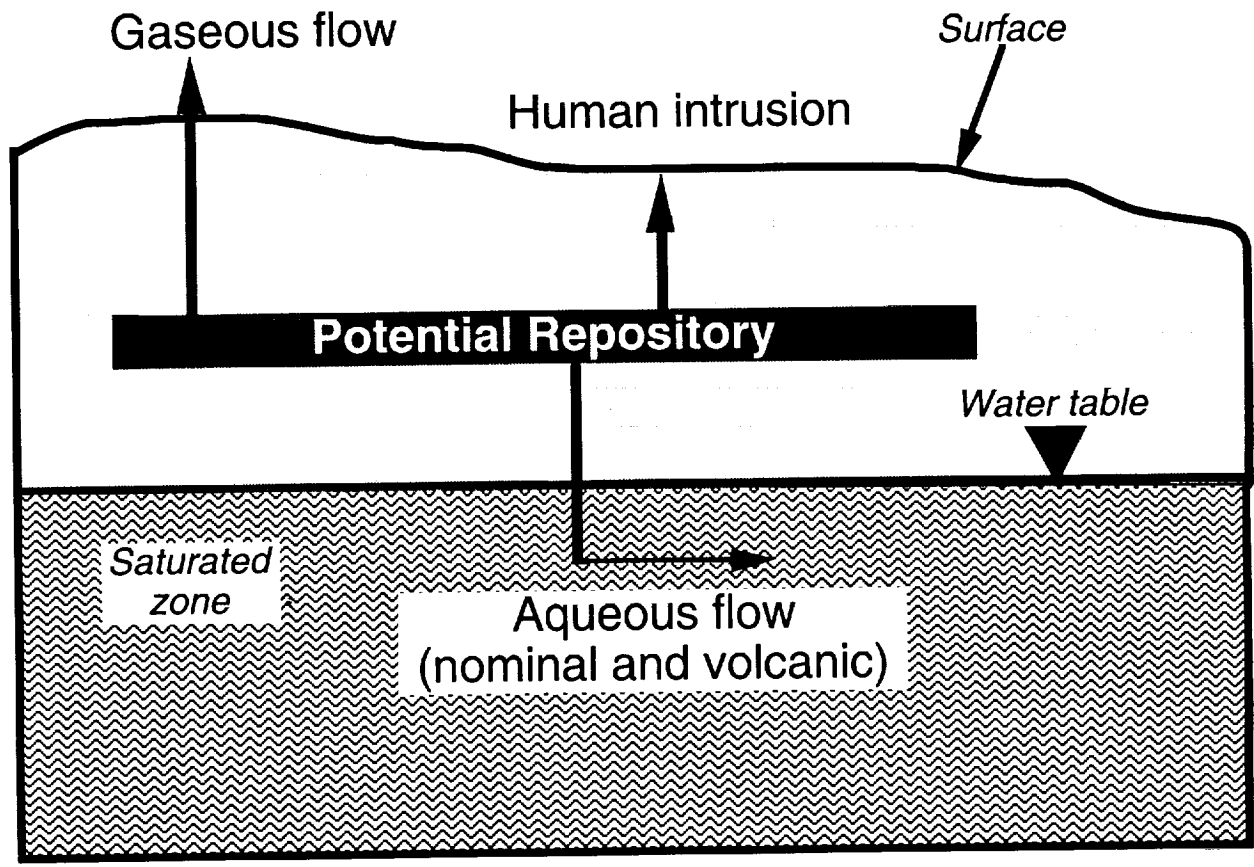 Gaseous flow
Surface
Human intrusion
Potential Repository
Water table
Saturated
zone
Aqueous flow
(nominal and volcanic)